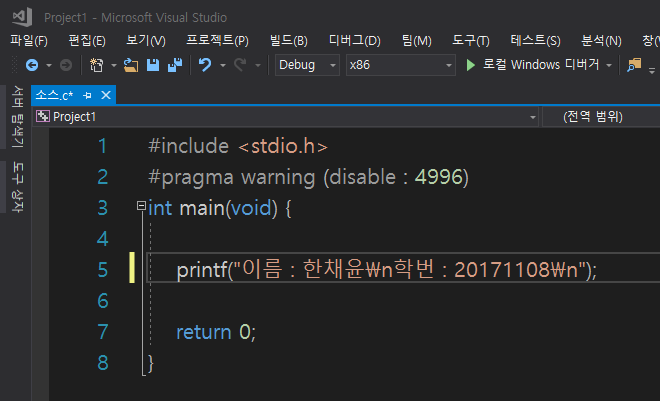 Project1 - Microsoft Visual Studio
파일(F) 편집(E) 보기(V) 프로젝트(P) 빌드(B) 디버그(D) 팀(M) 도구(T) 테스트(S) 분석(N) 창(
Debug x86 로컬 Windows 디버거
서버 탐색기
도구 상자
소스.c*
Project1 (전역 범위)
1 #include <stdio.h>
2 #pragma warning (disable : 4996)
3 int main(void) {
4
5 printf("이름 : 한채윤₩n학번 : 20171108₩n");
6
7 return 0;
8 }